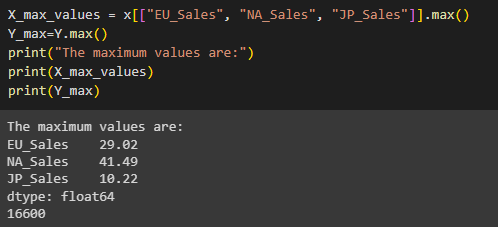 X_max_values = x[["EU_Sales", "NA_Sales", "JP_Sales"]].max()
Y_max=Y.max()
print("The maximum values are:")
print(X_max_values)
print(Y_max)
The maximum values are:
EU_Sales    29.02
NA_Sales    41.49
JP_Sales    10.22
dtype: float64
16600